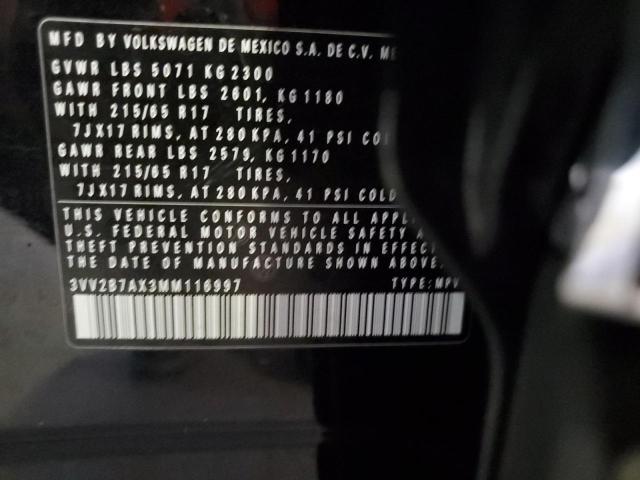 MFD BY VOLKSWAGEN DE MEXICO S.A. DE C.V. ME
GVWR LBS 5071 KG 2300
GAWR FRONT LBS 2601, KG 1180
WITH 215/65 R17 TIRES,
7JX17 RIMS, AT 280 KPA, 41 PSI CO
GAWR REAR LBS 2579, KG 1170
WITH 215/65 R17 TIRES,
7JX17 RIMS, AT 280 KPA, 41 PSI COLD
THIS VEHICLE CONFORMS TO ALL APPL
U.S. FEDERAL MOTOR VEHICLE SAFETY A
THEFT PREVENTION STANDARDS IN EFFECT
THE DATE OF MANUFACTURE SHOWN ABOVE.
3VV2B7AX3MM116997 TYPE: MPV